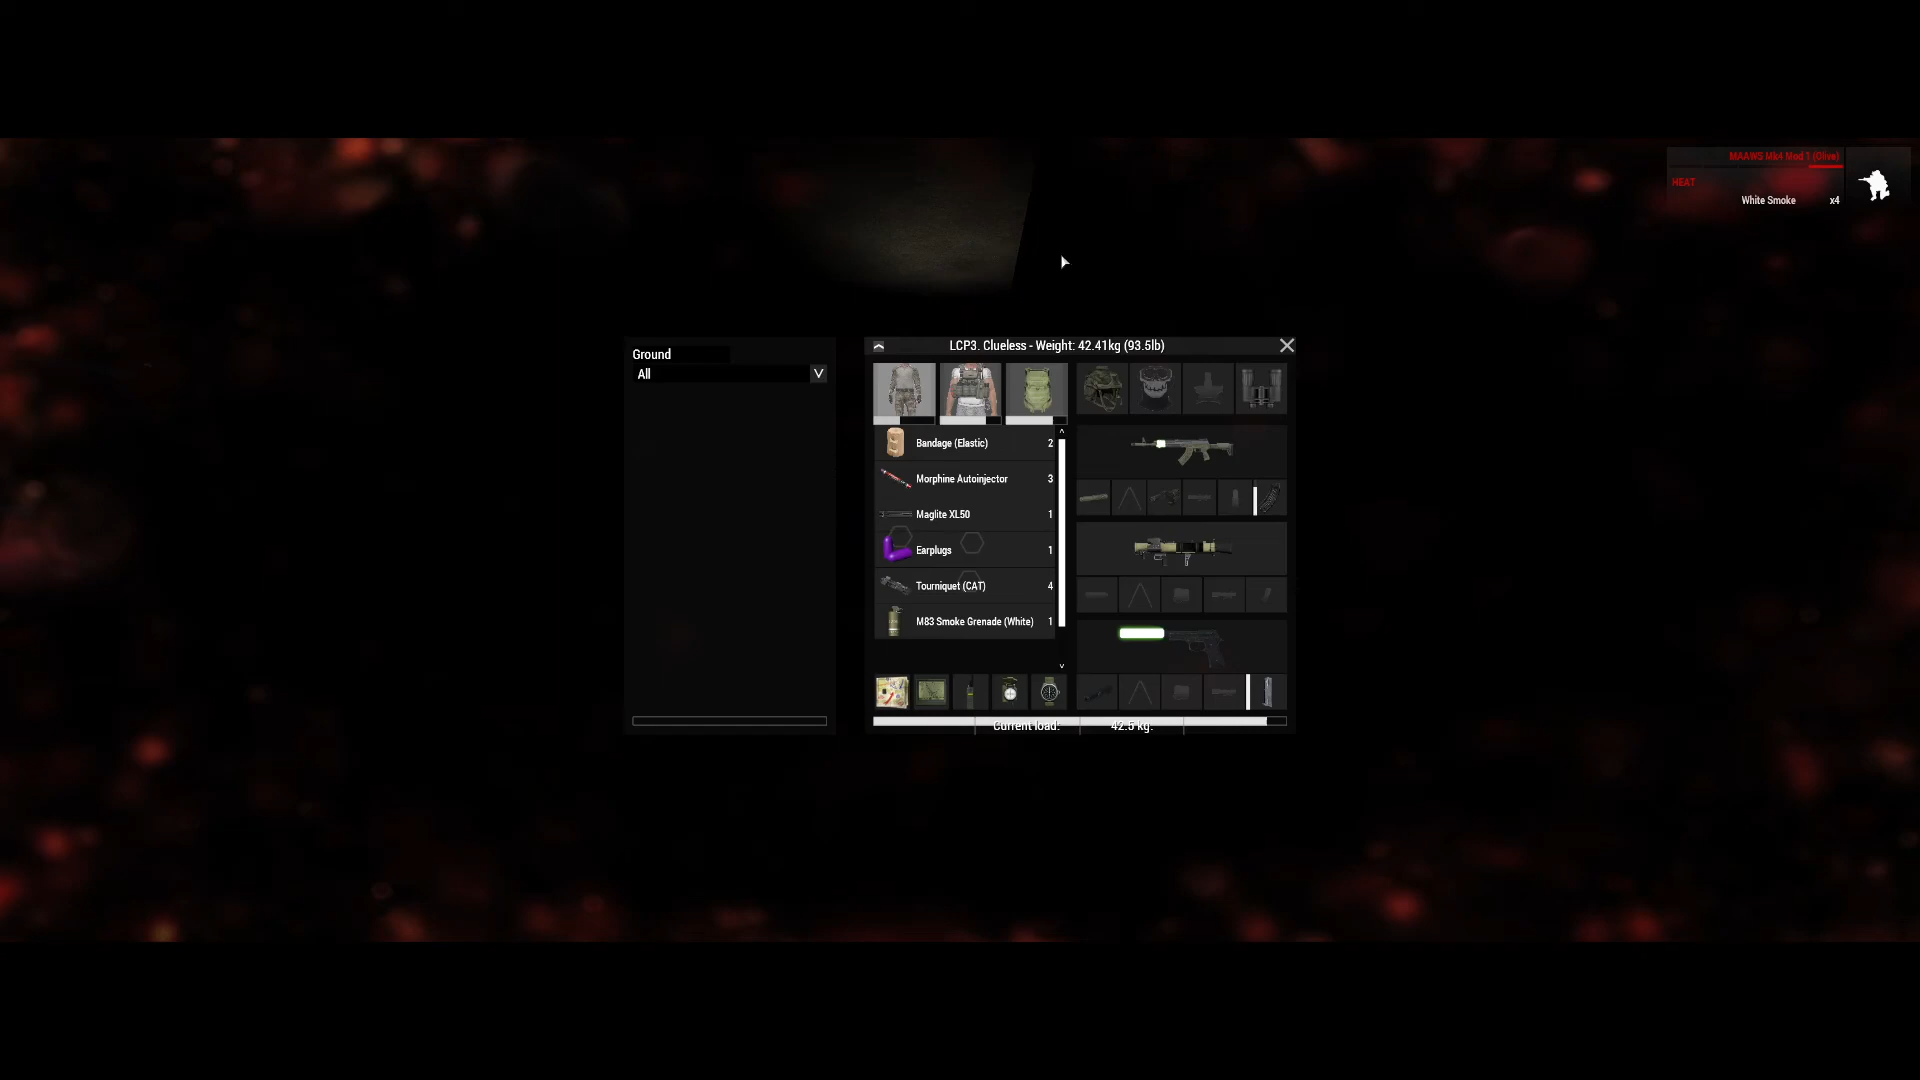 MAAWS Mk4 Mod 1 (Olive)
HEAT
White Smoke x4
Ground
All
LCP3. Clueless - Weight: 42.41kg (93.5lb)
Bandage (Elastic) 2
Morphine Autoinjector 3
Maglite XL50 1
Earplugs 1
Tourniquet (CAT) 4
M83 Smoke Grenade (White) 1
Current load: 42.5 kg.